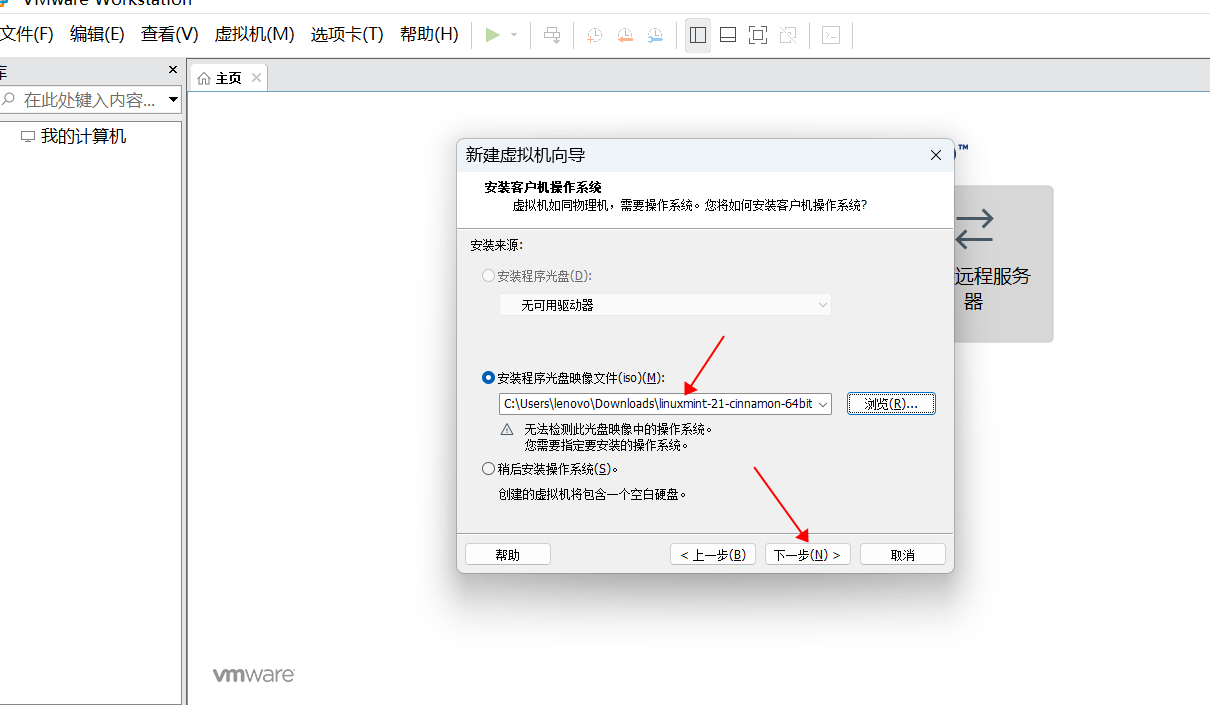 VMware Workstation
文件(F) 编辑(E) 查看(V) 虚拟机(M) 选项卡(T) 帮助(H)
库
主页
在此处键入内容...
我的计算机
新建虚拟机向导
TM
安装客户机操作系统
虚拟机如同物理机，需要操作系统。您将如何安装客户机操作系统?
安装来源:
安装程序光盘(D):
无可用驱动器
远程服务
器
安装程序光盘映像文件(iso)(M):
C:\Users\lenovo\Downloads\linuxmint-21-cinnamon-64bit
浏览(R)...
无法检测此光盘映像中的操作系统。
您需要指定要安装的操作系统。
稍后安装操作系统(S)。
创建的虚拟机将包含一个空白硬盘。
帮助
< 上一步(B)
下一步(N) >
取消
vmware